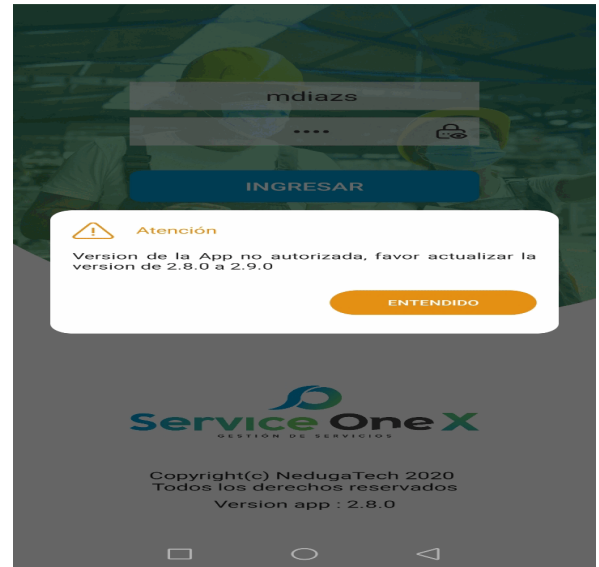 mdiazs
••••
INGRESAR
Atención
Version de la App no autorizada, favor actualizar la
version de 2.8.0 a 2.9.0
ENTENDIDO
Service One X
GESTIÓN DE SERVICIOS
Copyright(c) NedugaTech 2020
Todos los derechos reservados
Version app : 2.8.0